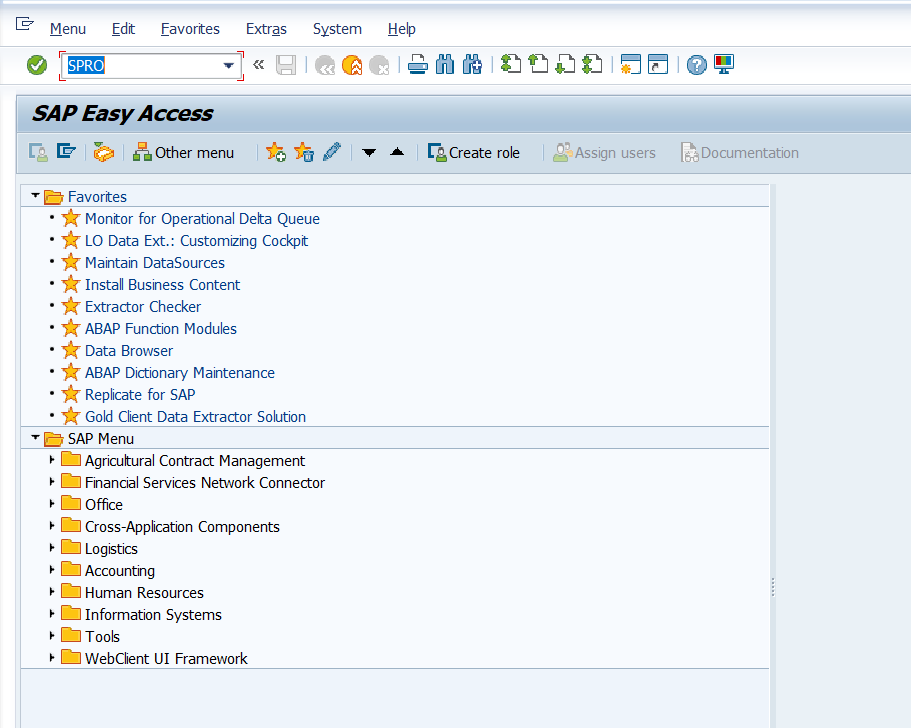 Menu Edit Favorites Extras System Help
SPRO
SAP Easy Access
Other menu Create role Assign users Documentation
Favorites
Monitor for Operational Delta Queue
LO Data Ext.: Customizing Cockpit
Maintain DataSources
Install Business Content
Extractor Checker
ABAP Function Modules
Data Browser
ABAP Dictionary Maintenance
Replicate for SAP
Gold Client Data Extractor Solution
SAP Menu
Agricultural Contract Management
Financial Services Network Connector
Office
Cross-Application Components
Logistics
Accounting
Human Resources
Information Systems
Tools
WebClient UI Framework